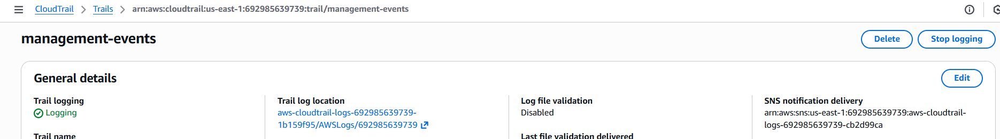 CloudTrail > Trails > arn:aws:cloudtrail:us-east-1:692985639739:trail/management-events
management-events
Delete
Stop logging
General details
Edit
Trail logging
Logging
Trail log location
aws-cloudtrail-logs-692985639739-
1b159f95/AWSLogs/692985639739
Log file validation
Disabled
SNS notification delivery
arn:aws:sns:us-east-1:692985639739:aws-cloudtrail-
logs-692985639739-cb2d99ca
Trail name
Last file validation delivered